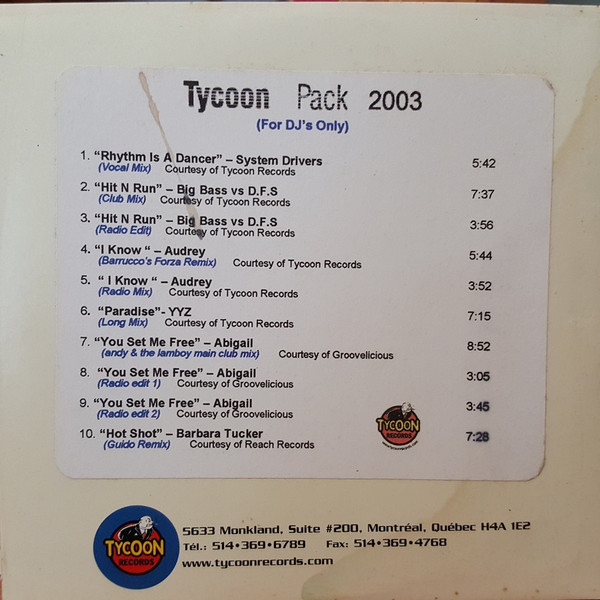 Tycoon Pack 2003
(For DJ's Only)
1. “Rhythm Is A Dancer” – System Drivers 5:42
(Vocal Mix) Courtesy of Tycoon Records
2. “Hit N Run” – Big Bass vs D.F.S 7:37
(Club Mix) Courtesy of Tycoon Records
3. “Hit N Run” – Big Bass vs D.F.S 3:56
(Radio Edit) Courtesy of Tycoon Records
4. “I Know “ – Audrey 5:44
(Barrucco’s Forza Remix) Courtesy of Tycoon Records
5. “ I Know “ – Audrey 3:52
(Radio Mix) Courtesy of Tycoon Records
6. “Paradise”- YYZ 7:15
(Long Mix) Courtesy of Tycoon Records
7. “You Set Me Free” – Abigail 8:52
(andy & the lamboy main club mix) Courtesy of Groovelicious
8. “You Set Me Free” – Abigail 3:05
(Radio edit 1) Courtesy of Groovelicious
9. “You Set Me Free” – Abigail 3:45
(Radio edit 2) Courtesy of Groovelicious
10. “Hot Shot” – Barbara Tucker 7:28
(Guido Remix) Courtesy of Reach Records
TYCOON
RECORDS
www.tycoonrecords.com
TYCOON
RECORDS
5633 Monkland, Suite #200, Montréal, Québec H4A 1E2
Tél.: 514•369•6789 Fax: 514•369•4768
www.tycoonrecords.com